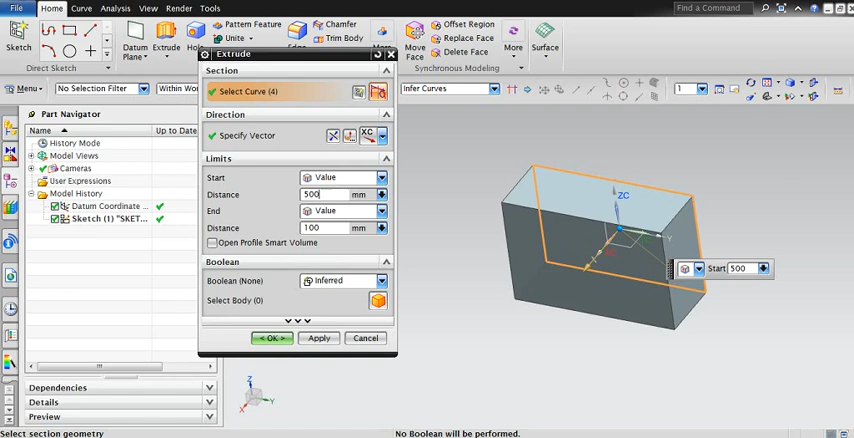 File Home Curve Analysis View Render Tools Find a Command
Sketch
Direct Sketch
Datum Plane
Extrude
Hole
Pattern Feature
Unite
Edge
Chamfer
Trim Body
Move Face
Offset Region
Replace Face
Delete Face
More
Synchronous Modeling
Surface
Menu No Selection Filter Within Wor Infer Curves 1
Part Navigator
Name Up to Date
History Mode
Model Views
Cameras
User Expressions
Model History
Datum Coordinate ...
Sketch (1) "SKET...
Dependencies
Details
Preview
Extrude
Section
Select Curve (4)
Direction
Specify Vector XC
Limits
Start Value
Distance 500 mm
End Value
Distance 100 mm
Open Profile Smart Volume
Boolean
Boolean (None) Inferred
Select Body (0)
< OK > Apply Cancel
ZC
Y
Start 500
Z
Y
X
Select section geometry No Boolean will be performed.